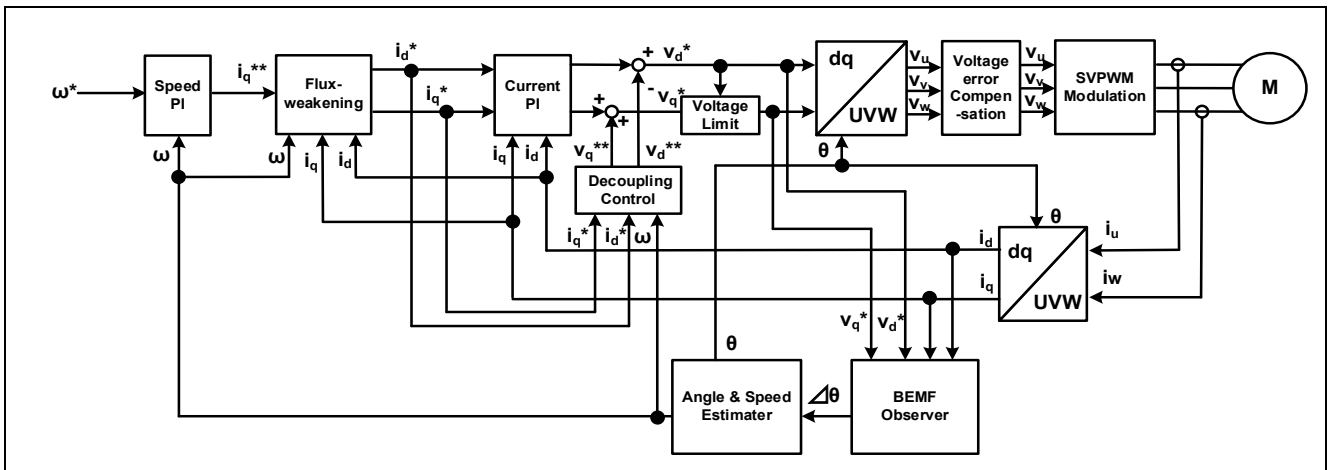 ω*
Speed
PI
ω
iq**
Flux-
weakening
ω
iq
id
id*
iq*
Current
PI
iq
id
+
-
+
+
vd*
vq*
vq**
vd**
Decoupling
Control
iq*
id*
ω
Voltage
Limit
dq
UVW
θ
vu
vv
vw
Voltage
error
Compen
-sation
vu
vv
vw
SVPWM
Modulation
M
θ
id
iq
dq
UVW
iu
iw
vq*
vd*
θ
Angle & Speed
Estimater
⊿θ
BEMF
Observer